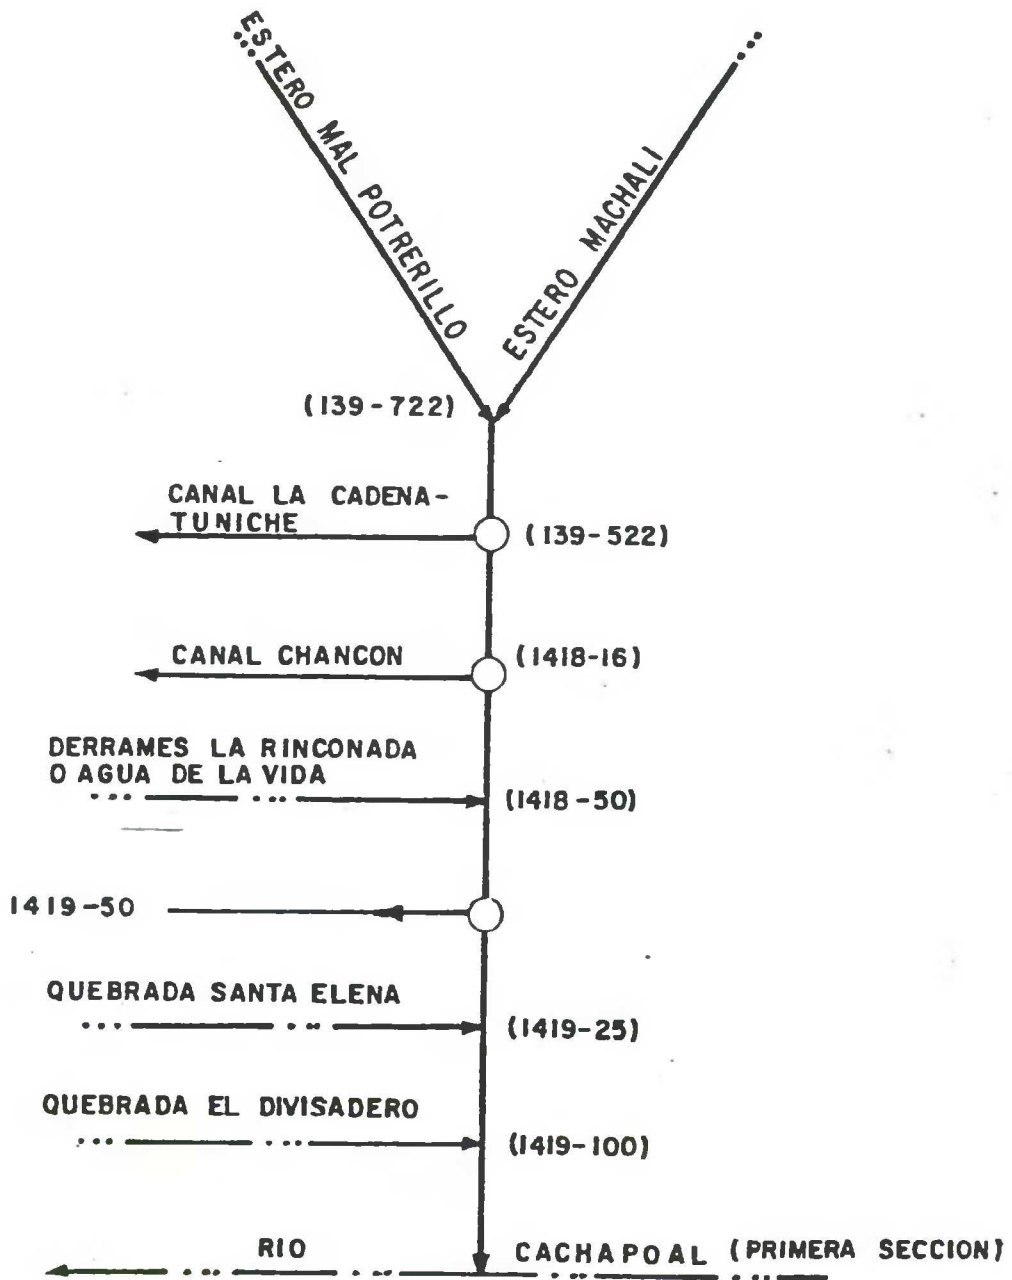 ESTERO MAL POTRERILLO
ESTERO MACHALI
(139-722)
CANAL LA CADENA-
TUNICHE
(139-522)
CANAL CHANCON
(1418-16)
DERRAMES LA RINCONADA
O AGUA DE LA VIDA
(1418-50)
1419-50
QUEBRADA SANTA ELENA
(1419-25)
QUEBRADA EL DIVISADERO
(1419-100)
RIO CACHAPOAL (PRIMERA SECCION)